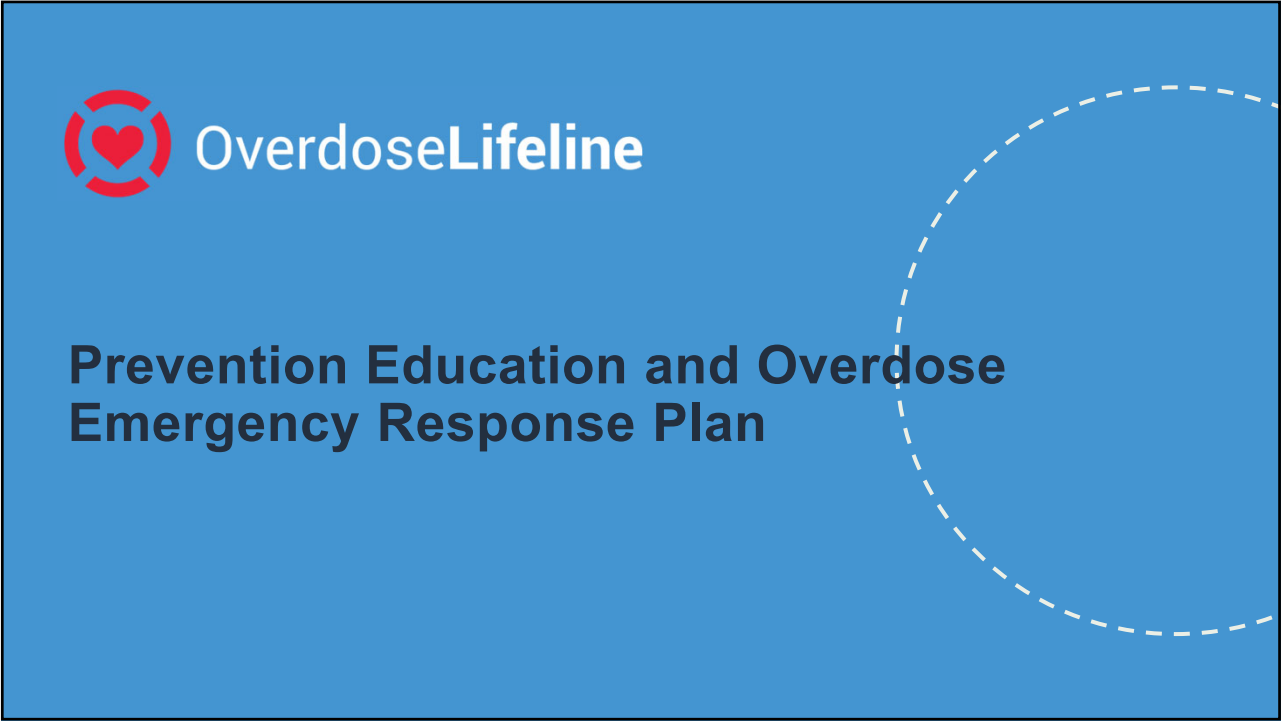 OverdoseLifeline
Prevention Education and Overdose
Emergency Response Plan